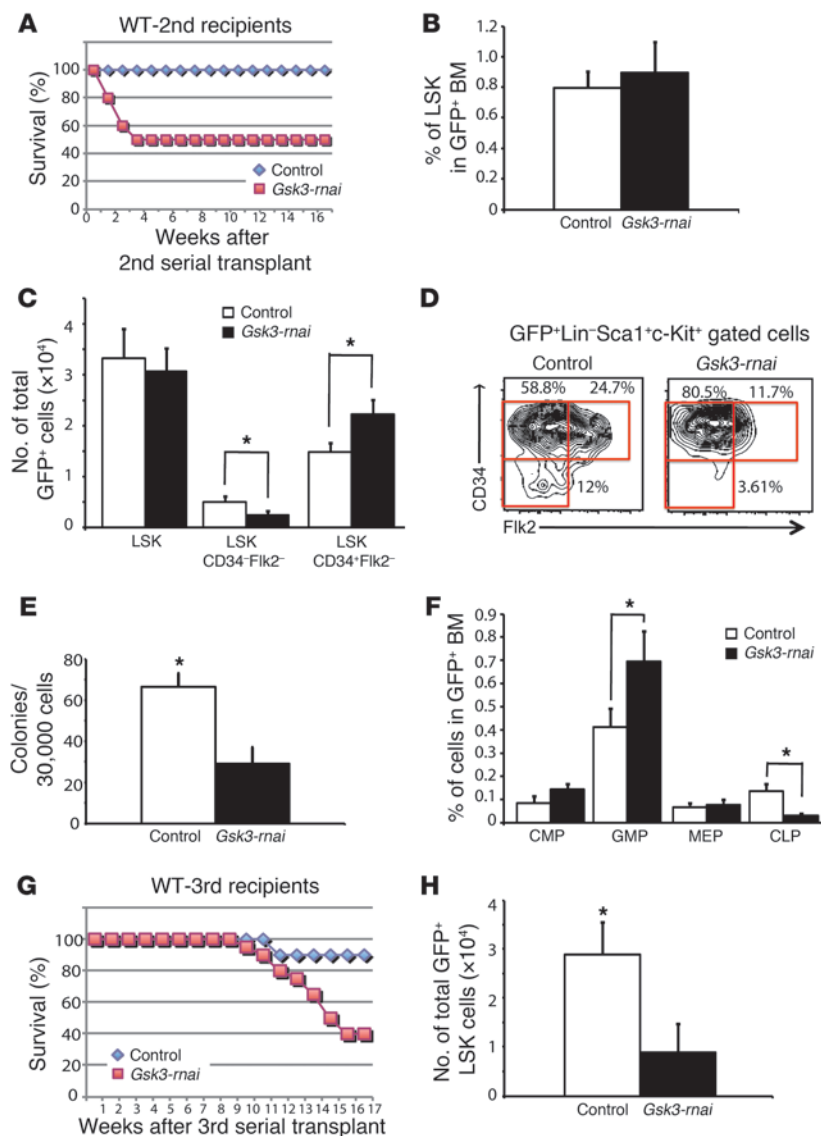 A
WT-2nd recipients
Survival (%)
100
80
60
40
20
0
Control
Gsk3-rnai
0 2 4 6 8 10 12 14 16
Weeks after
2nd serial transplant
B
% of LSK
in GFP+ BM
1.2
1.0
0.8
0.6
0.4
0.2
0
Control Gsk3-rnai
C
No. of total
GFP+ cells (×10⁴)
4
3
2
1
0
Control
Gsk3-rnai
*
*
LSK
LSK
CD34⁻Flk2⁻
LSK
CD34⁺Flk2⁻
D
GFP⁺Lin⁻Sca1⁺c-Kit⁺ gated cells
Control
Gsk3-rnai
58.8% 24.7%
12%
80.5% 11.7%
3.61%
CD34
Flk2
E
Colonies/
30,000 cells
80
60
40
20
0
*
Control Gsk3-rnai
F
% of cells in GFP⁺ BM
0.9
0.8
0.7
0.6
0.5
0.4
0.3
0.2
0.1
0
Control
Gsk3-rnai
*
*
CMP GMP MEP CLP
G
WT-3rd recipients
Survival (%)
100
80
60
40
20
0
Control
Gsk3-rnai
1 2 3 4 5 6 7 8 9 10 11 12 13 14 15 16 17
Weeks after 3rd serial transplant
H
No. of total GFP⁺
LSK cells (×10⁴)
4
3
2
1
0
*
Control Gsk3-rnai